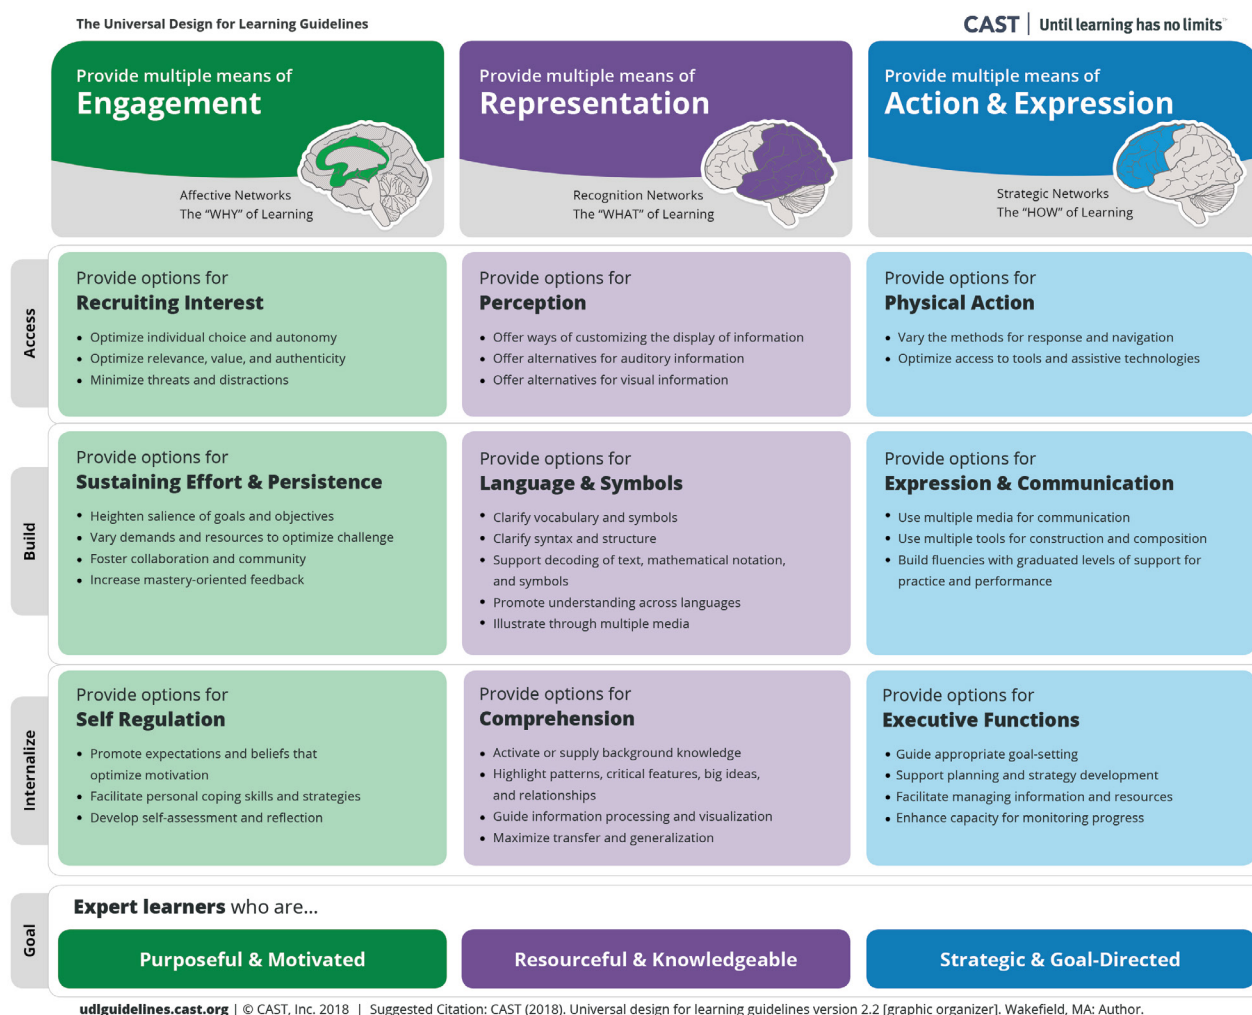 The Universal Design for Learning Guidelines
CAST | Until learning has no limits™
Provide multiple means of
Engagement
Affective Networks
The “WHY” of Learning
Provide multiple means of
Representation
Recognition Networks
The “WHAT” of Learning
Provide multiple means of
Action & Expression
Strategic Networks
The “HOW” of Learning
Access
Provide options for
Recruiting Interest
• Optimize individual choice and autonomy
• Optimize relevance, value, and authenticity
• Minimize threats and distractions
Provide options for
Perception
• Offer ways of customizing the display of information
• Offer alternatives for auditory information
• Offer alternatives for visual information
Provide options for
Physical Action
• Vary the methods for response and navigation
• Optimize access to tools and assistive technologies
Build
Provide options for
Sustaining Effort & Persistence
• Heighten salience of goals and objectives
• Vary demands and resources to optimize challenge
• Foster collaboration and community
• Increase mastery-oriented feedback
Provide options for
Language & Symbols
• Clarify vocabulary and symbols
• Clarify syntax and structure
• Support decoding of text, mathematical notation,
and symbols
• Promote understanding across languages
• Illustrate through multiple media
Provide options for
Expression & Communication
• Use multiple media for communication
• Use multiple tools for construction and composition
• Build fluencies with graduated levels of support for
practice and performance
Internalize
Provide options for
Self Regulation
• Promote expectations and beliefs that
optimize motivation
• Facilitate personal coping skills and strategies
• Develop self-assessment and reflection
Provide options for
Comprehension
• Activate or supply background knowledge
• Highlight patterns, critical features, big ideas,
and relationships
• Guide information processing and visualization
• Maximize transfer and generalization
Provide options for
Executive Functions
• Guide appropriate goal-setting
• Support planning and strategy development
• Facilitate managing information and resources
• Enhance capacity for monitoring progress
Goal
Expert learners who are...
Purposeful & Motivated
Resourceful & Knowledgeable
Strategic & Goal-Directed
udlguidelines.cast.org | © CAST, Inc. 2018 | Suggested Citation: CAST (2018). Universal design for learning guidelines version 2.2 [graphic organizer]. Wakefield, MA: Author.